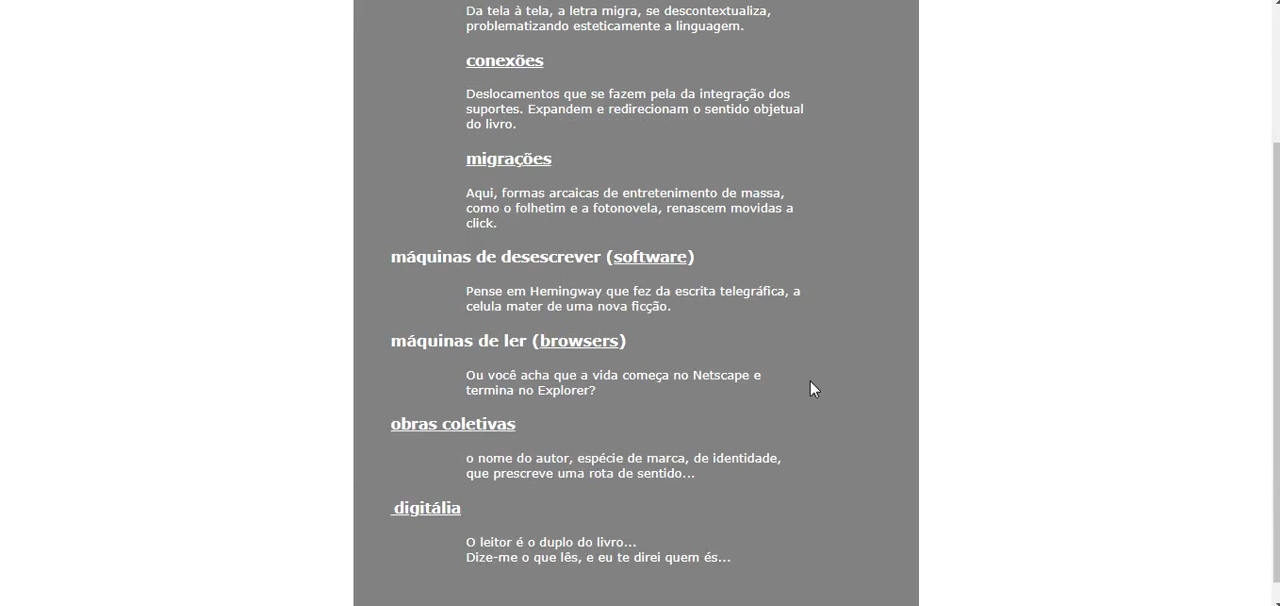 Da tela à tela, a letra migra, se descontextualiza,
problematizando esteticamente a linguagem.
conexões
Deslocamentos que se fazem pela da integração dos
suportes. Expandem e redirecionam o sentido objetual
do livro.
migrações
Aqui, formas arcaicas de entretenimento de massa,
como o folhetim e a fotonovela, renascem movidas a
click.
máquinas de desescrever (software)
Pense em Hemingway que fez da escrita telegráfica, a
celula mater de uma nova ficção.
máquinas de ler (browsers)
Ou você acha que a vida começa no Netscape e
termina no Explorer?
obras coletivas
o nome do autor, espécie de marca, de identidade,
que prescreve uma rota de sentido...
digitália
O leitor é o duplo do livro...
Dize-me o que lês, e eu te direi quem és...